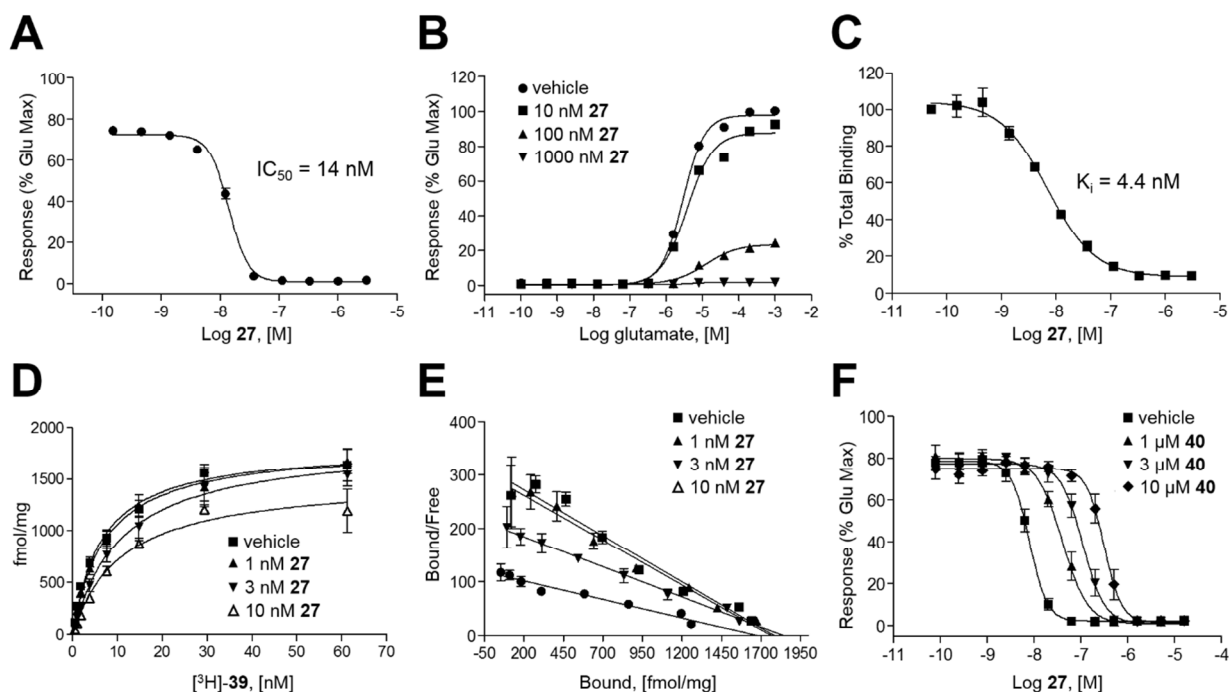 A
Response (% Glu Max)
100
80
60
40
20
0
IC50 = 14 nM
-10 -9 -8 -7 -6 -5
Log 27, [M]
B
Response (% Glu Max)
120
100
80
60
40
20
0
vehicle
10 nM 27
100 nM 27
1000 nM 27
-11 -10 -9 -8 -7 -6 -5 -4 -3 -2
Log glutamate, [M]
C
% Total Binding
120
100
80
60
40
20
0
Ki = 4.4 nM
-11 -10 -9 -8 -7 -6 -5
Log 27, [M]
D
fmol/mg
2000
1500
1000
500
0
vehicle
1 nM 27
3 nM 27
10 nM 27
0 10 20 30 40 50 60 70
[³H]-39, [nM]
E
Bound/Free
400
300
200
100
0
vehicle
1 nM 27
3 nM 27
10 nM 27
-50 200 450 700 950 1200 1450 1700 1950
Bound, [fmol/mg]
F
Response (% Glu Max)
100
80
60
40
20
0
vehicle
1 µM 40
3 µM 40
10 µM 40
-11 -10 -9 -8 -7 -6 -5 -4
Log 27, [M]